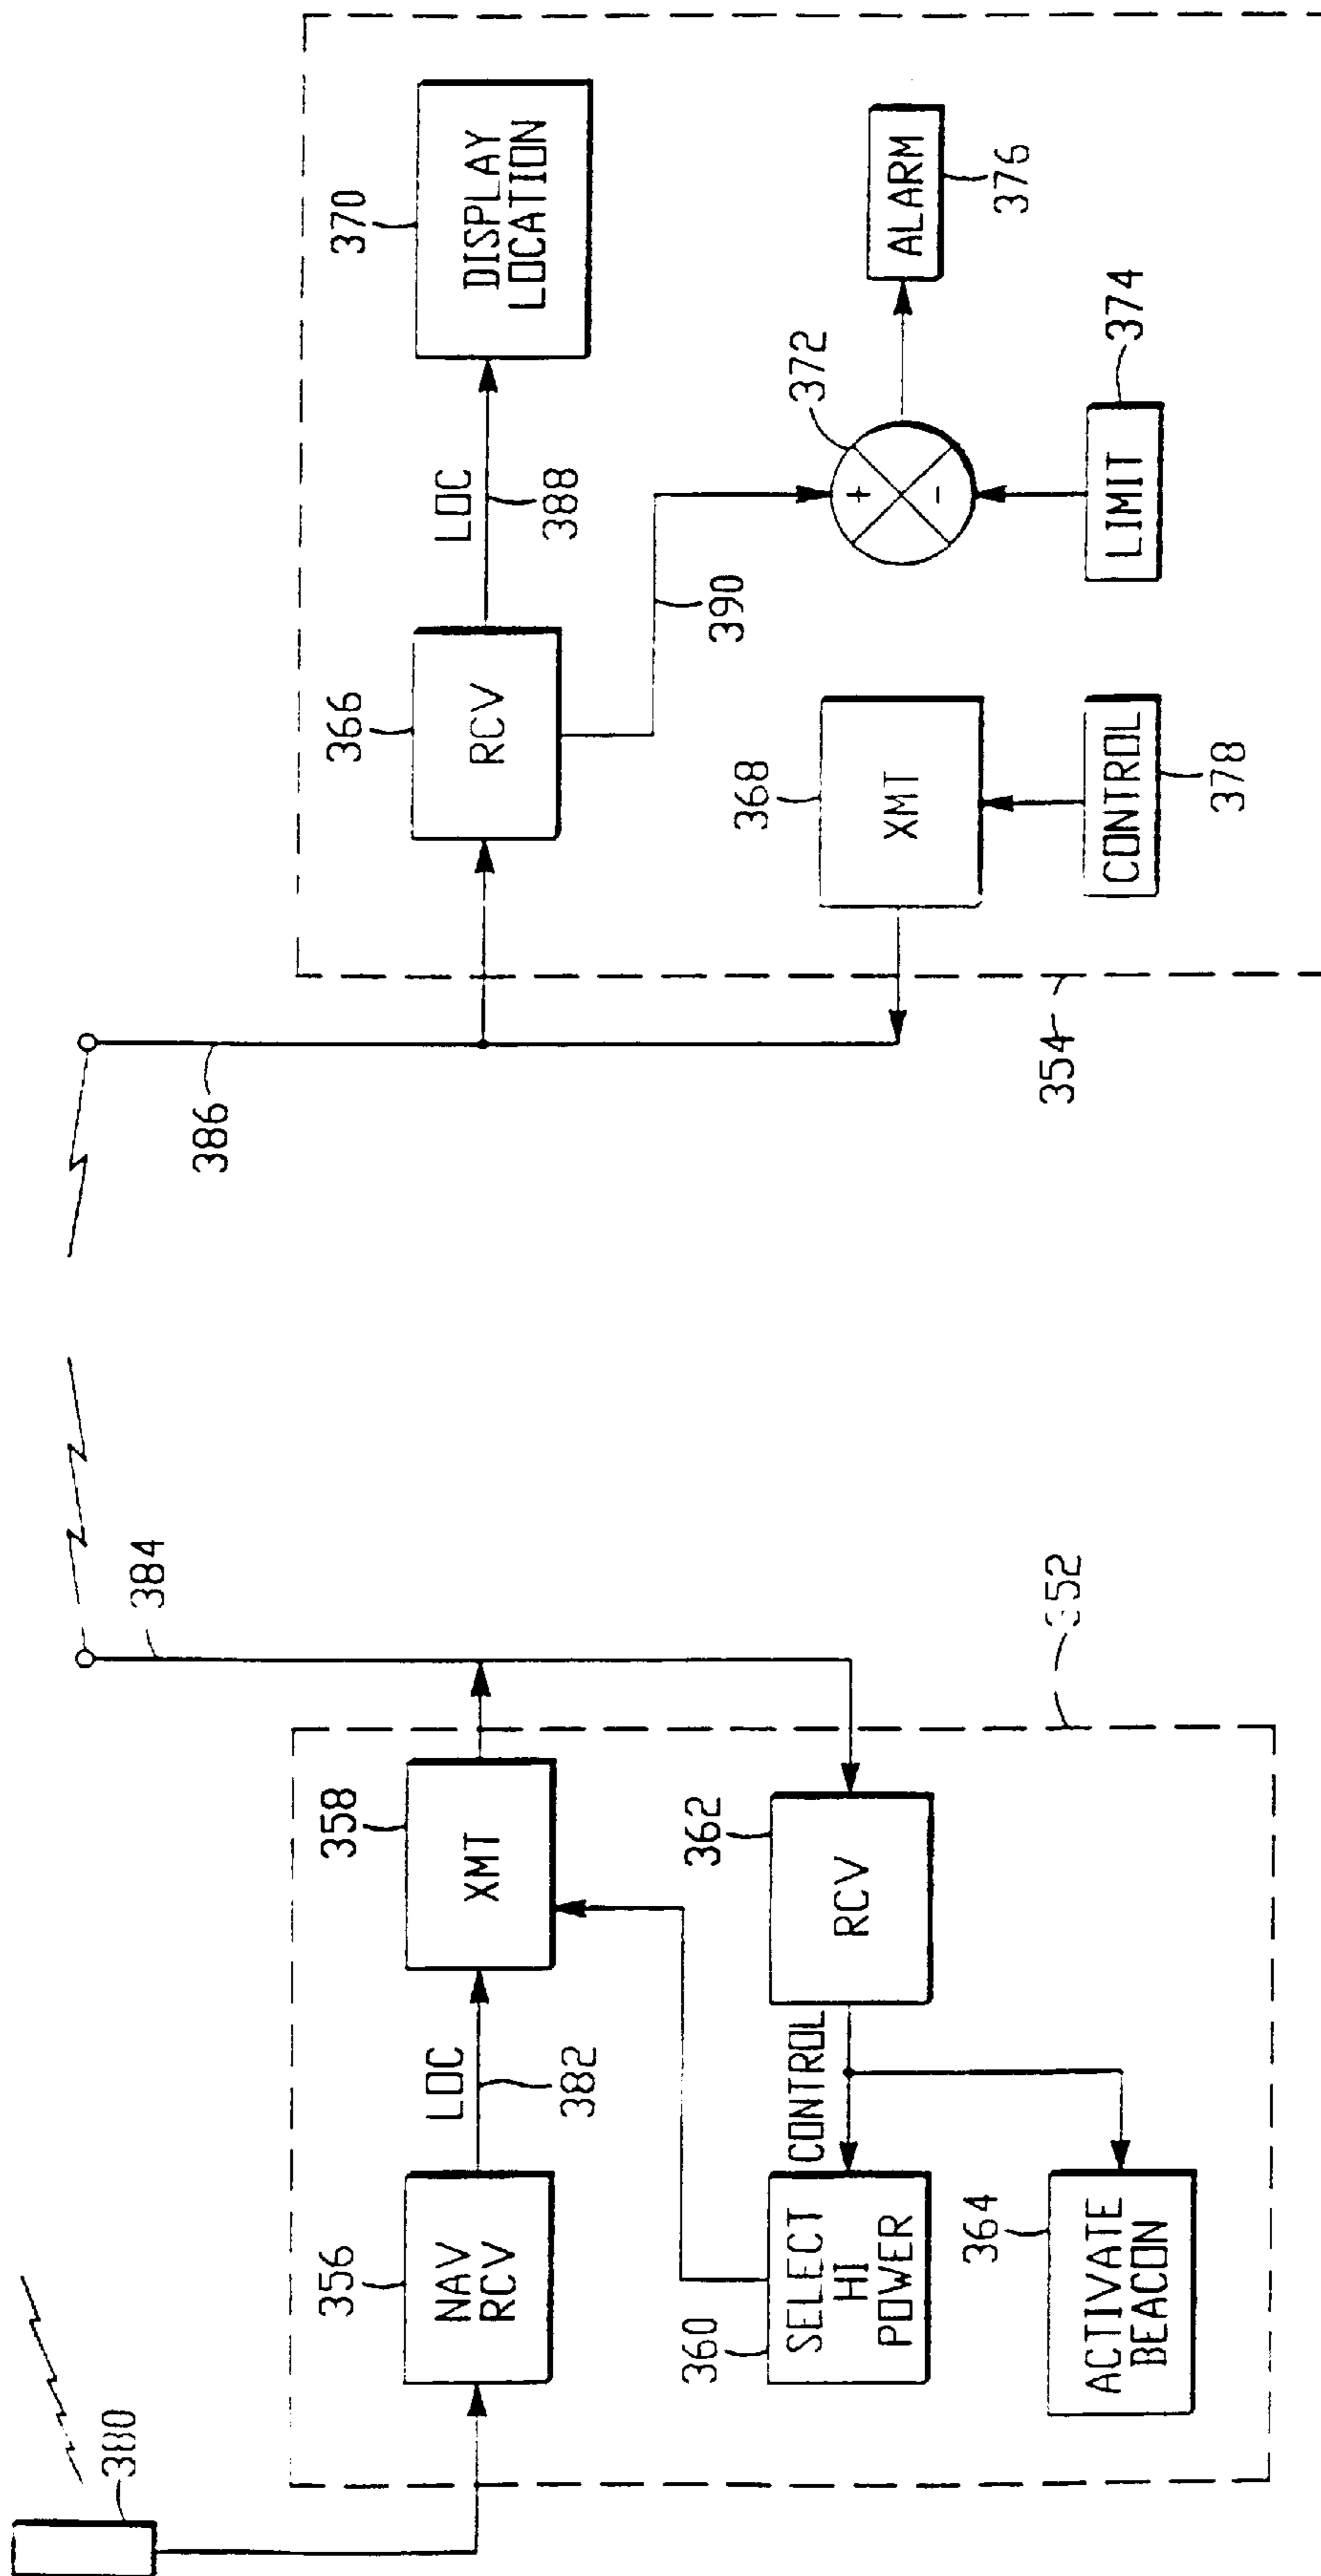 380
384
386
356
NAV
RCV
LOC
382
358
XMT
360
SELECT
HI
POWER
CONTROL
362
RCV
364
ACTIVATE
BEACON
352
366
RCV
LOC
388
370
DISPLAY
LOCATION
390
368
XMT
372
+
-
ALARM
376
CONTROL
378
LIMIT
374
354